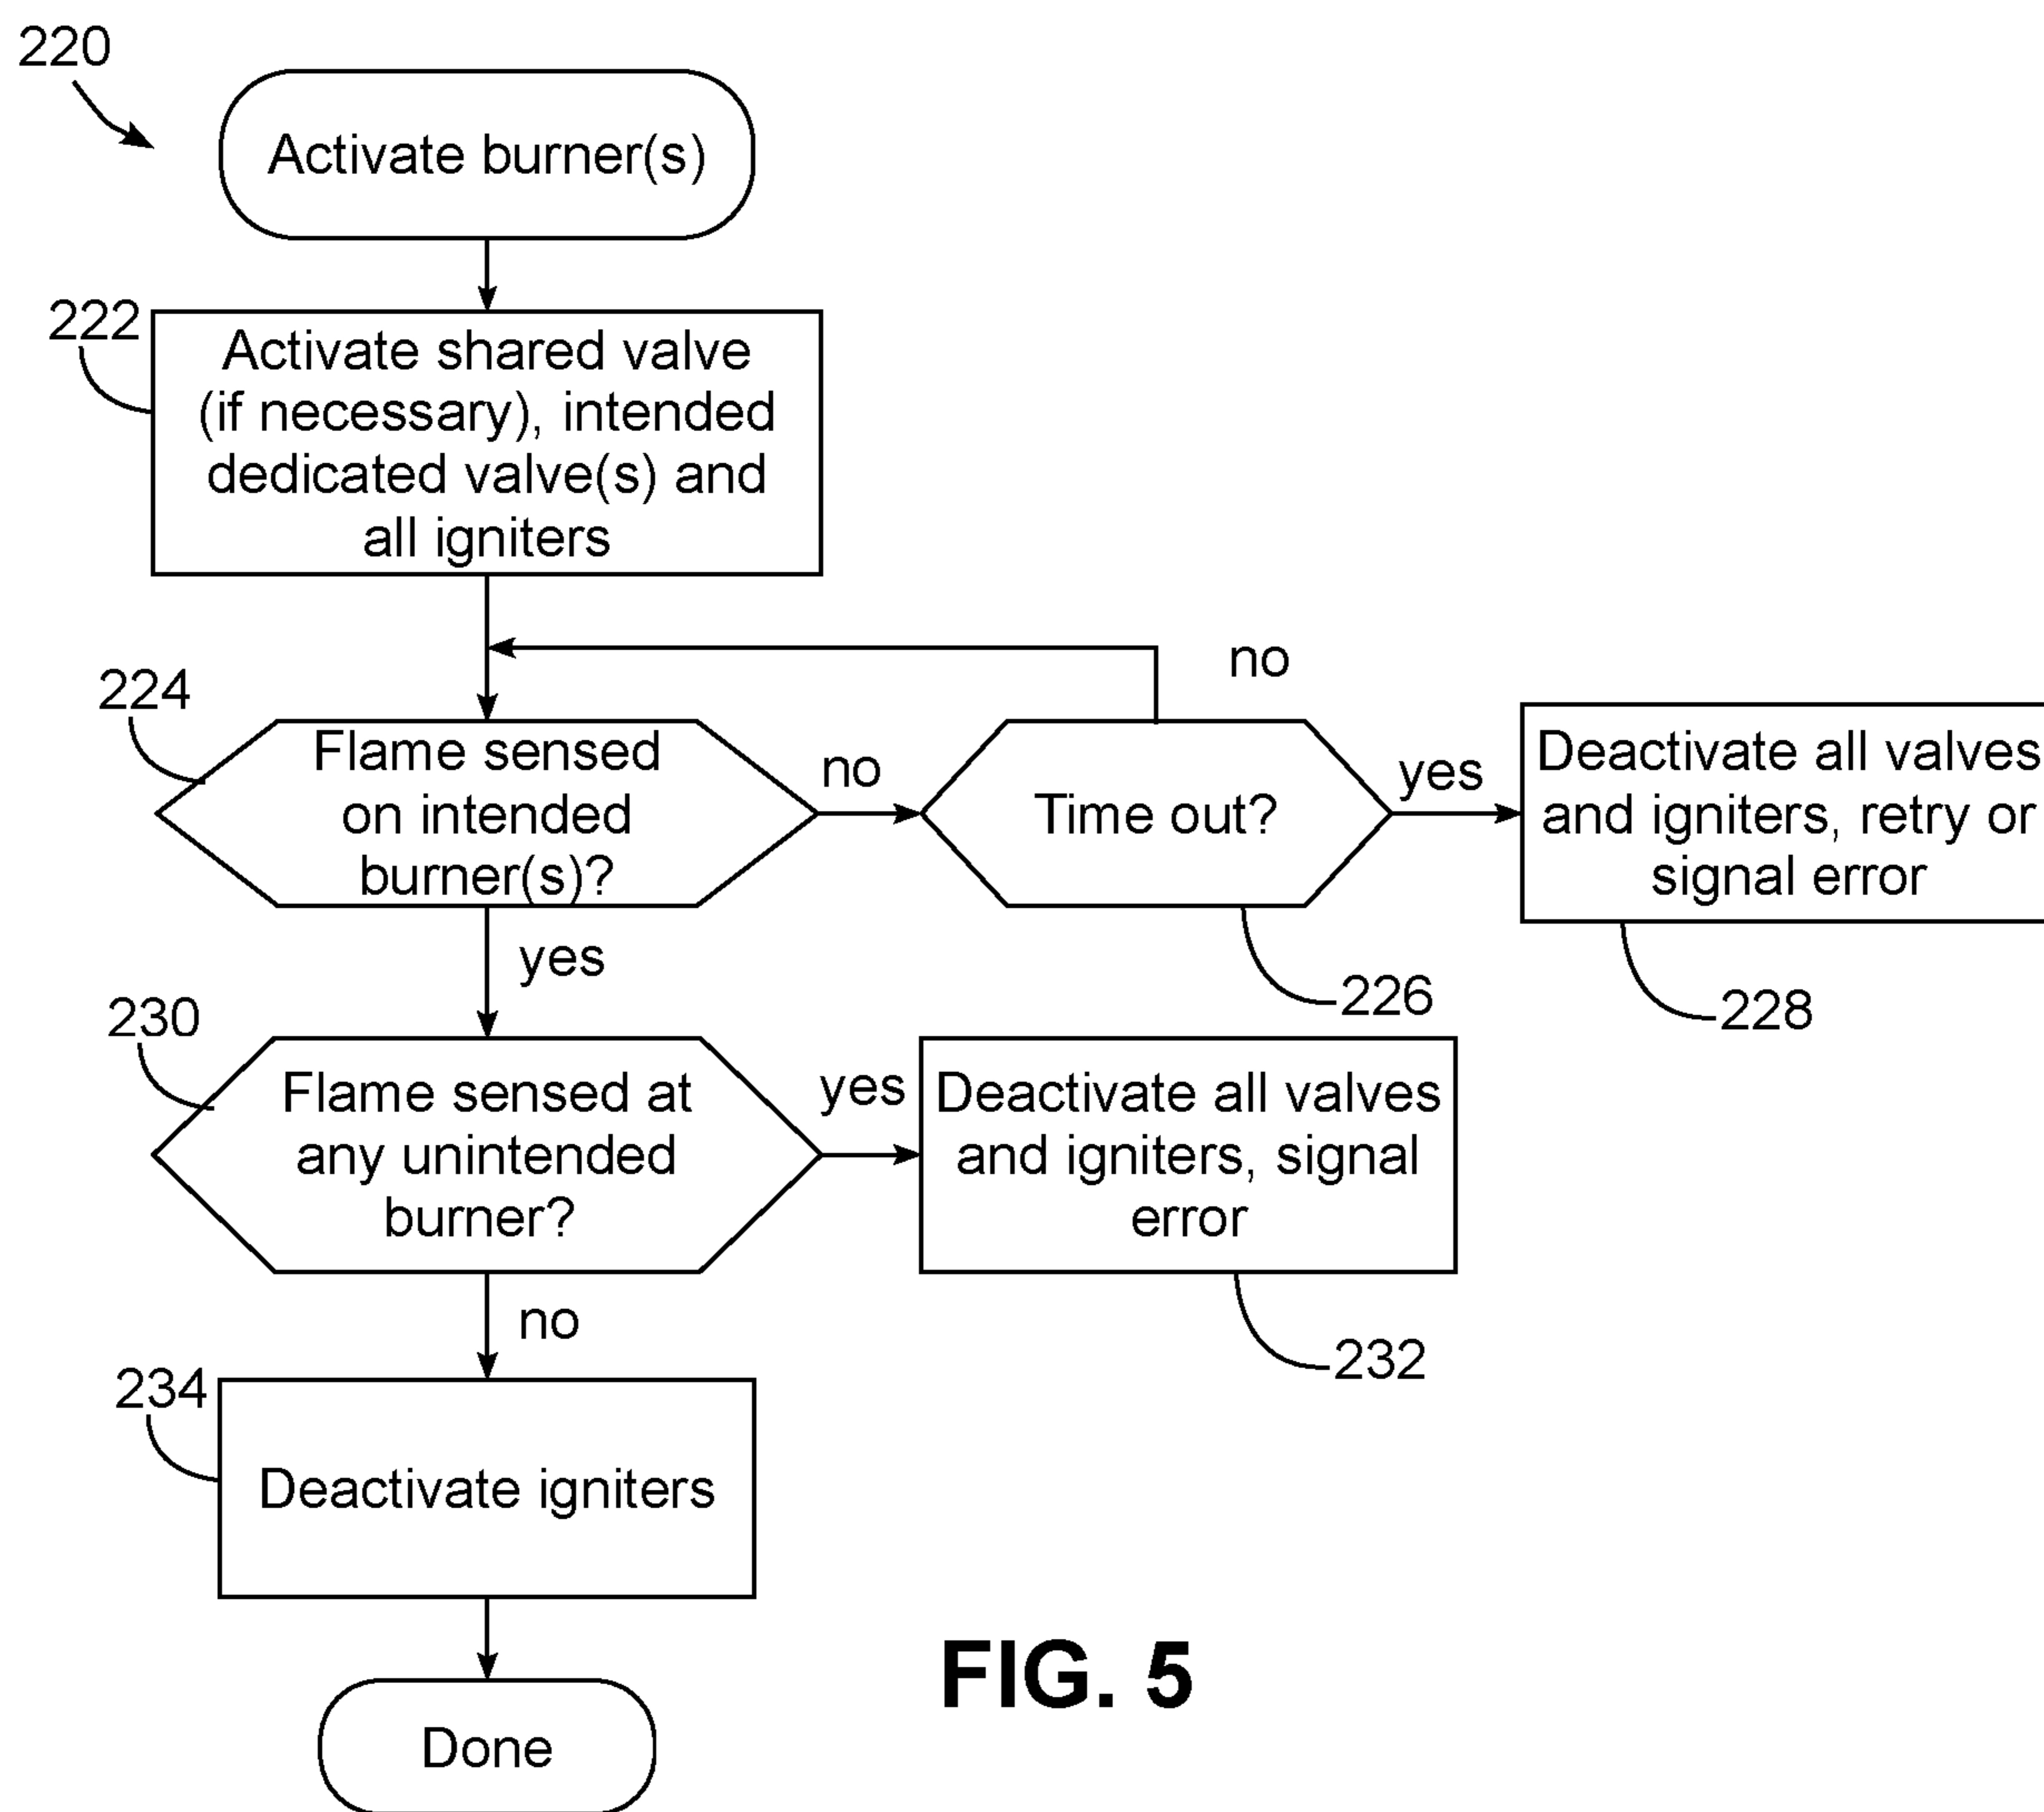 220
Activate burner(s)
222
Activate shared valve
(if necessary), intended
dedicated valve(s) and
all igniters
no
224
Flame sensed
on intended
burner(s)?
no
Time out?
yes
Deactivate all valves
and igniters, retry or
signal error
yes
226
228
230
Flame sensed at
any unintended
burner?
yes
Deactivate all valves
and igniters, signal
error
no
232
234
Deactivate igniters
FIG. 5
Done